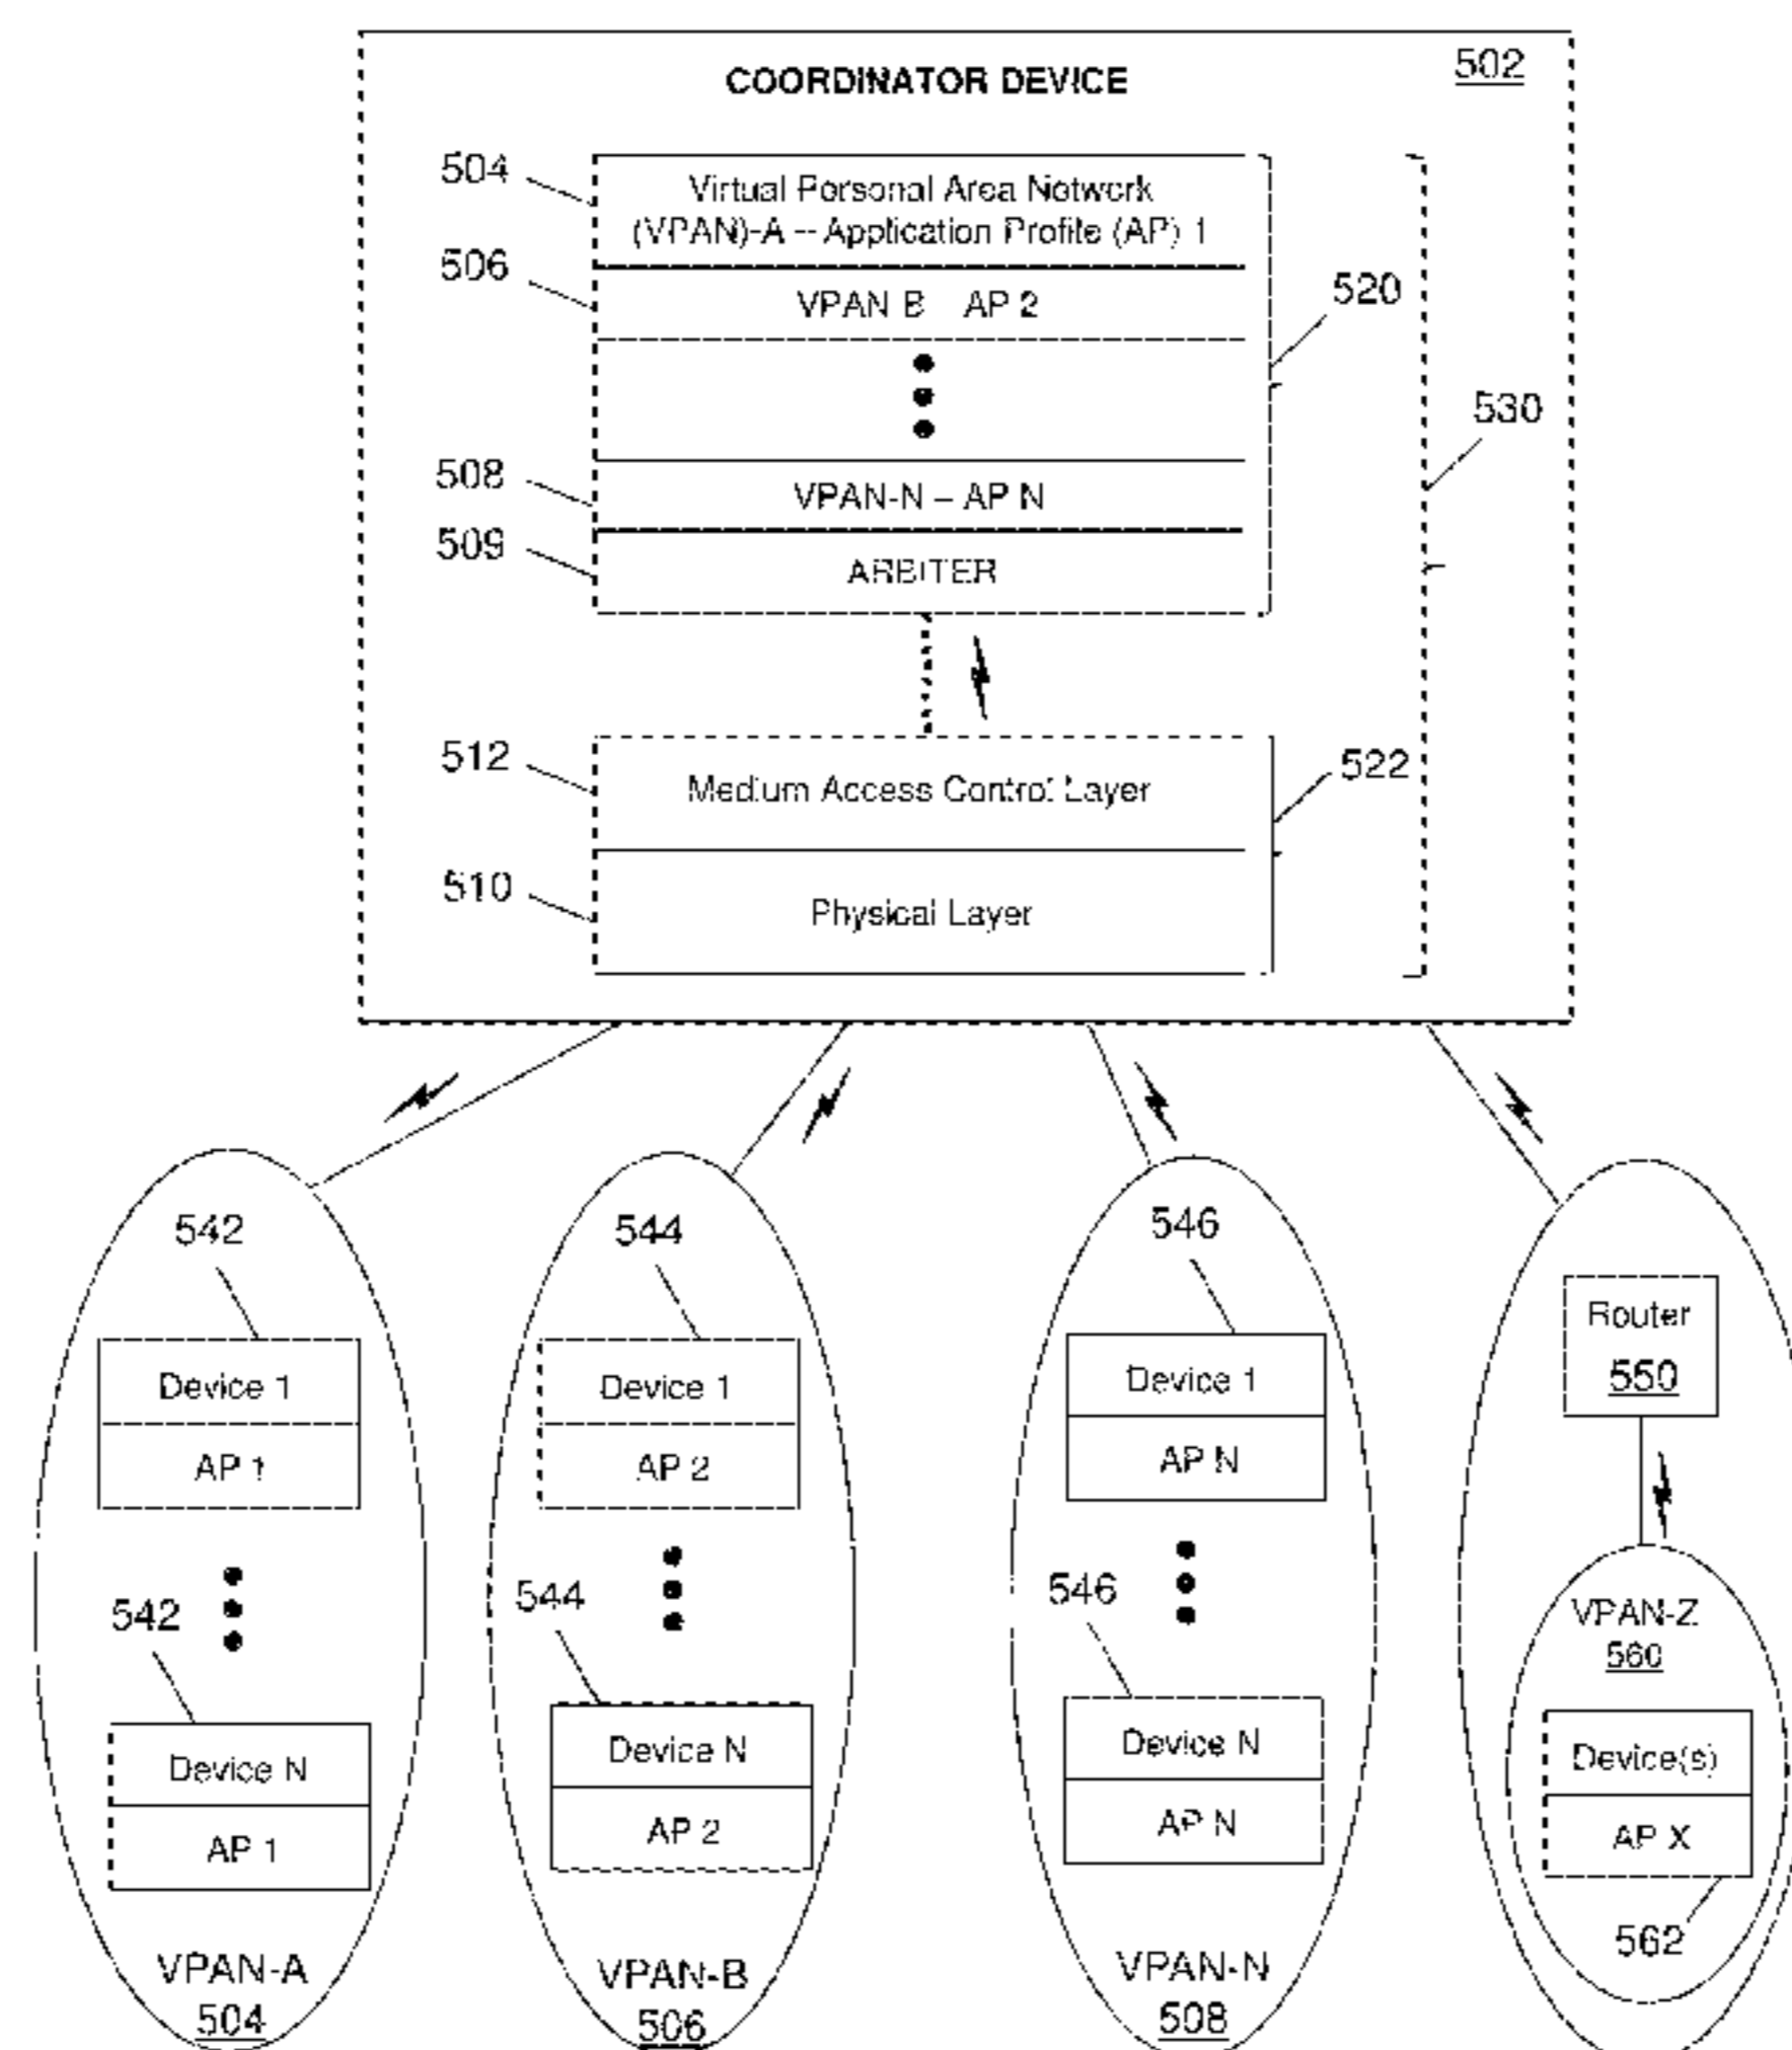 COORDINATOR DEVICE
502
504
Virtual Personal Area Network
(VPAN)-A -- Application Profile (AP) 1
506
VPAN B AP 2
520
530
508
VPAN-N – AP N
509
ARBITER
512
Medium Access Control Layer
522
510
Physical Layer
542
Device 1
AP 1
542
Device N
AP 1
VPAN-A
504
544
Device 1
AP 2
544
Device N
AP 2
VPAN-B
506
546
Device 1
AP N
546
Device N
AP N
VPAN-N
508
Router
550
VPAN-Z
560
Device(s)
AP X
562